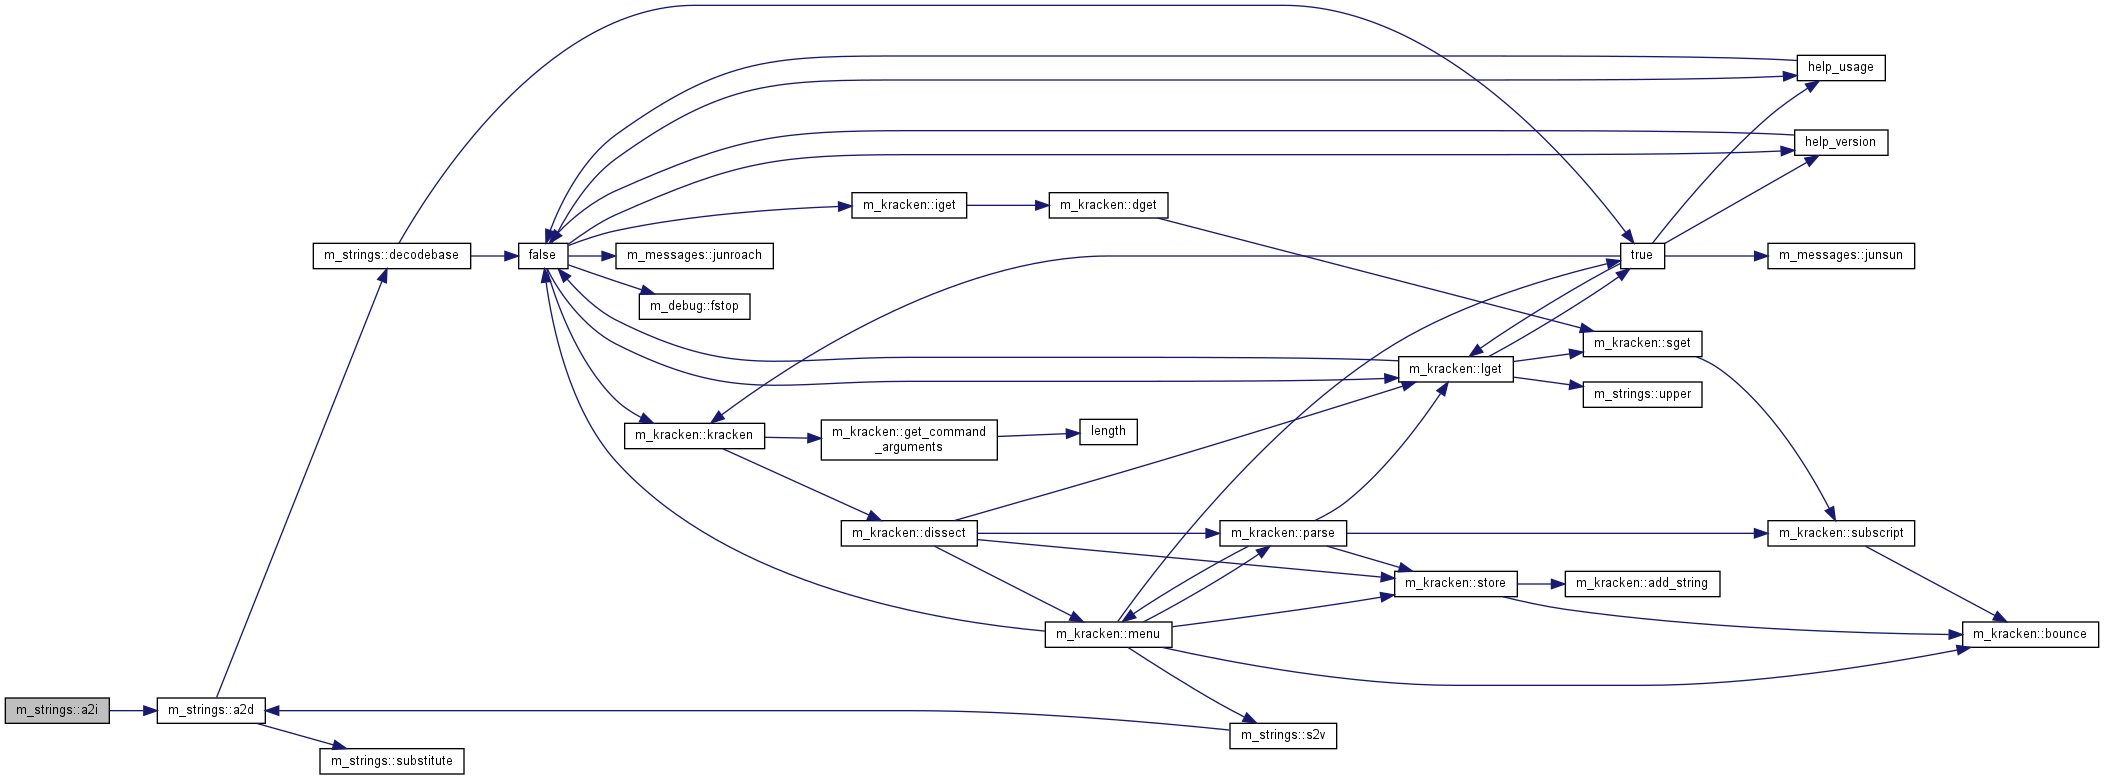 help_usage
help_version
m_kracken::iget
m_kracken::dget
m_strings::decodebase
false
m_messages::junroach
true
m_messages::junsun
m_debug::fstop
m_kracken::sget
m_kracken::lget
m_strings::upper
m_kracken::kracken
m_kracken::get_command
_arguments
length
m_kracken::dissect
m_kracken::parse
m_kracken::subscript
m_kracken::store
m_kracken::add_string
m_kracken::menu
m_kracken::bounce
m_strings::a2i
m_strings::a2d
m_strings::s2v
m_strings::substitute